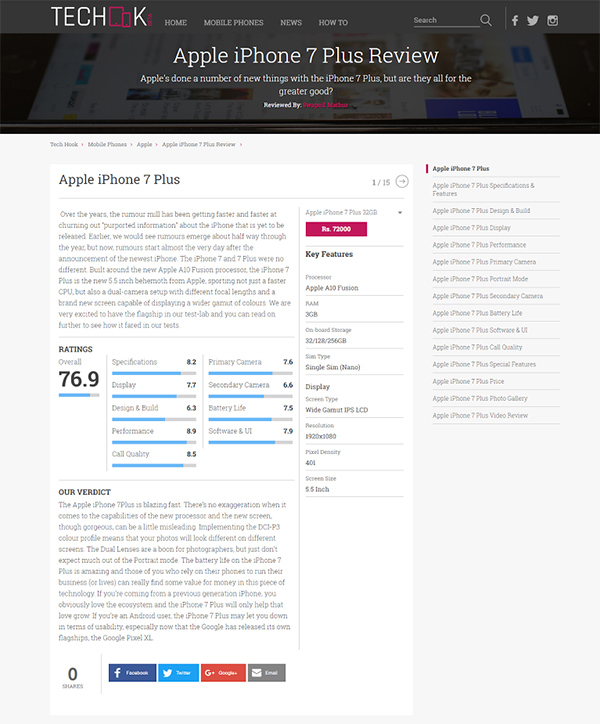 TECH K
HOME MOBILE PHONES NEWS HOW TO
Search
Apple iPhone 7 Plus Review
Apple's done a number of new things with the iPhone 7 Plus, but are they all for the
greater good?
Reviewed By: Swapnil Mathur
Tech Hook › Mobile Phones › Apple › Apple iPhone 7 Plus Review ›
Apple iPhone 7 Plus
1 / 15
Over the years, the rumour mill has been getting faster and faster at
churning out "purported information" about the iPhone that is yet to be
released. Earlier, we would see rumours emerge about half way through
the year, but now, rumours start almost the very day after the
announcement of the newest iPhone. The iPhone 7 and 7 Plus were no
different. Built around the new Apple A10 Fusion processor, the iPhone 7
Plus is the new 5.5 inch behemoth from Apple, sporting not just a faster
CPU, but also a dual-camera setup with different focal lengths and a
brand new screen capable of displaying a wider gamut of colours. We are
very excited to have the flagship in our test-lab and you can read on
further to see how it fared in our tests
RATINGS
Overall
76.9
Specifications 8.2
Display 7.7
Design & Build 6.3
Performance 8.9
Call Quality 8.5
Primary Camera 7.6
Secondary Camera 6.6
Battery Life 7.5
Software & UI 7.9
OUR VERDICT
The Apple iPhone 7Plus is blazing fast. There's no exaggeration when it
comes to the capabilities of the new processor and the new screen,
though gorgeous, can be a little misleading. Implementing the DCI-P3
colour profile means that your photos will look different on different
screens. The Dual Lenses are a boon for photographers, but just don't
expect much out of the Portrait mode. The battery life on the iPhone 7
Plus is amazing and those of you who rely on their phones to run their
business (or lives) can really find some value for money in this piece of
technology. If you're coming from a previous generation iPhone, you
obviously love the ecosystem and the iPhone 7 Plus will only help that
love grow. If you're an Android user, the iPhone 7 Plus may let you down
in terms of usability, especially now that the Google has released its own
flagships, the Google Pixel XL.
0
SHARES
Facebook
Twitter
Google+
Email
Apple iPhone 7 Plus 32GB
Rs. 72000
Key Features
Processor
Apple A10 Fusion
RAM
3GB
On-board Storage
32/128/256GB
Sim Type
Single Sim (Nano)
Display
Screen Type
Wide Gamut IPS LCD
Resolution
1920x1080
Pixel Density
401
Screen Size
5.5 Inch
Apple iPhone 7 Plus
Apple iPhone 7 Plus Specifications &
Features
Apple iPhone 7 Plus Design & Build
Apple iPhone 7 Plus Display
Apple iPhone 7 Plus Performance
Apple iPhone 7 Plus Primary Camera
Apple iPhone 7 Plus Portrait Mode
Apple iPhone 7 Plus Secondary Camera
Apple iPhone 7 Plus Battery Life
Apple iPhone 7 Plus Software & UI
Apple iPhone 7 Plus Call Quality
Apple iPhone 7 Plus Special Features
Apple iPhone 7 Plus Price
Apple iPhone 7 Plus Photo Gallery
Apple iPhone 7 Plus Video Review